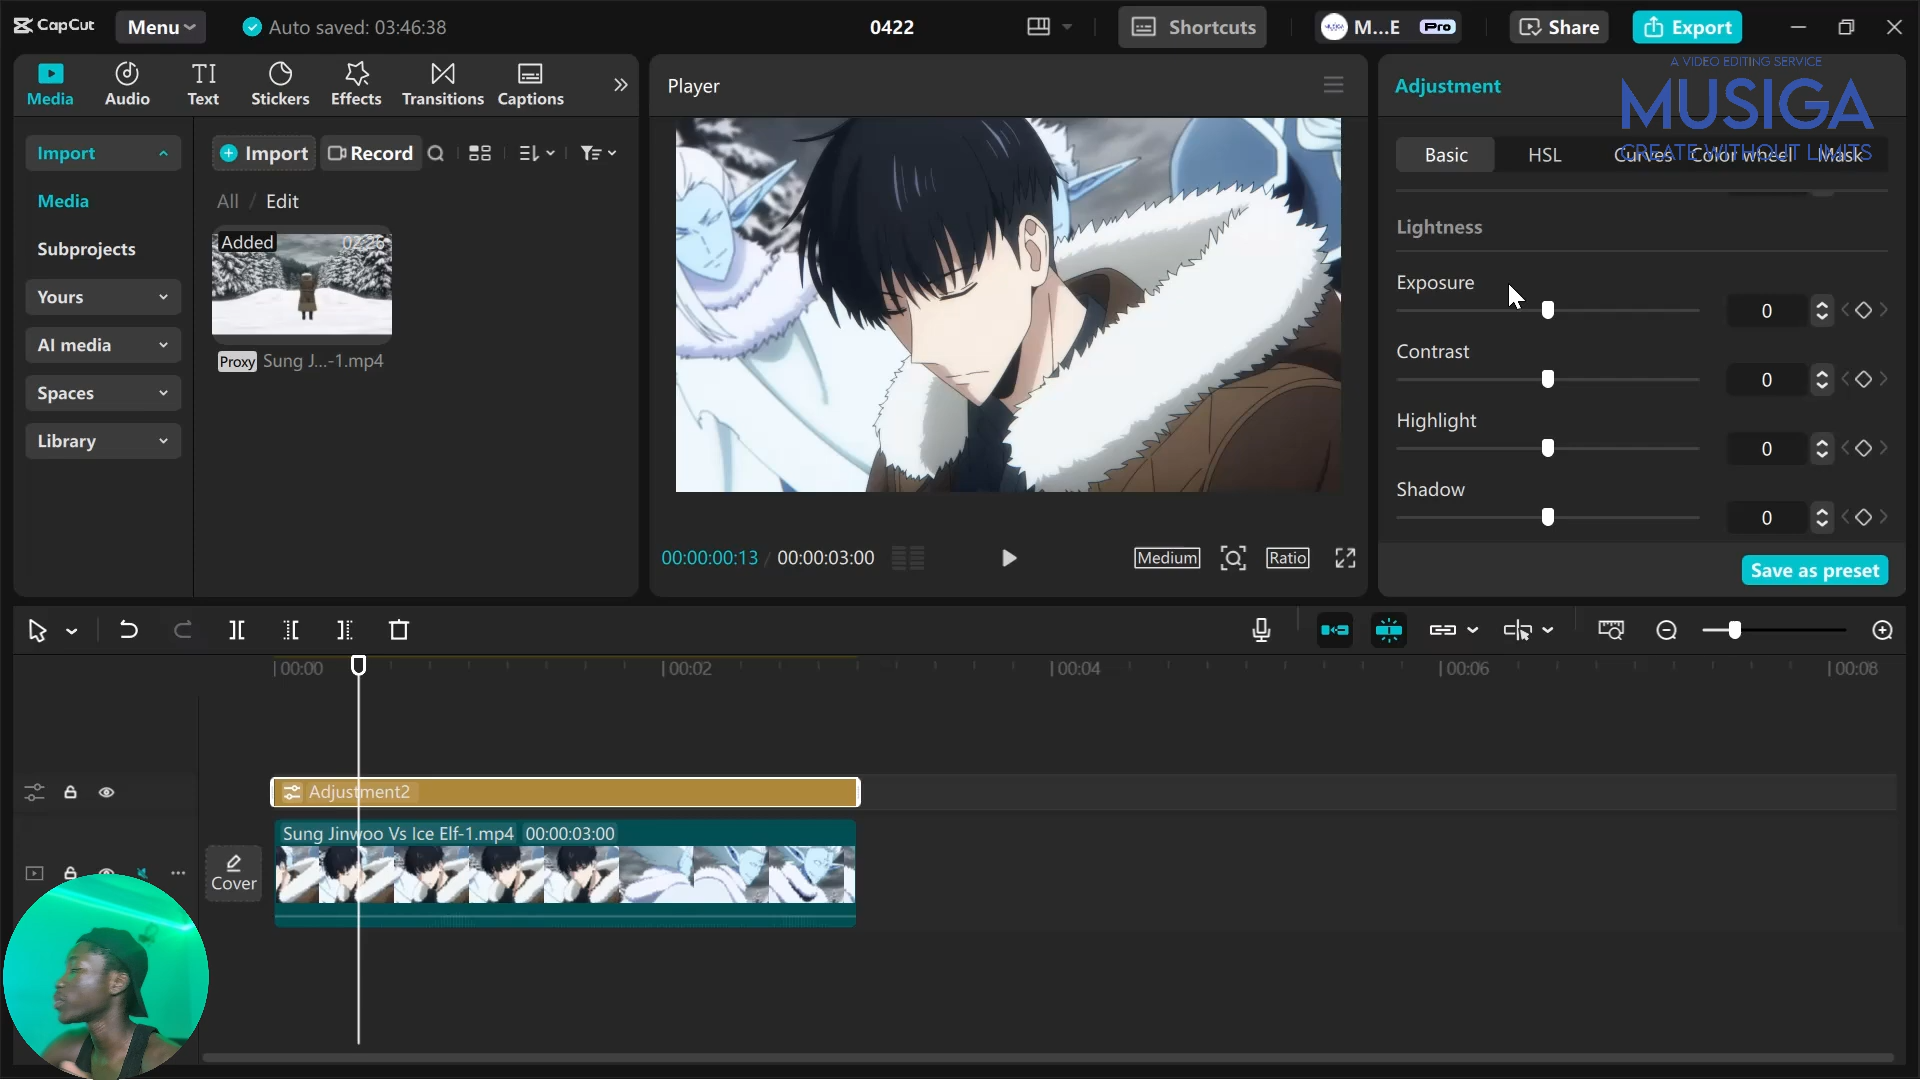 CapCut
Menu
Auto saved: 03:46:38
0422
Shortcuts
M...E
Pro
Share
Export
Media
Audio
Text
Stickers
Effects
Transitions
Captions
Player
Adjustment
A VIDEO EDITING SERVICE
MUSIGA
CREATE WITHOUT LIMITS
Import
Media
Subprojects
Yours
AI media
Spaces
Library
Import
Record
All / Edit
Added
02:26
Proxy
Sung J...-1.mp4
Basic
HSL
Curves
Color wheel
Mask
Lightness
Exposure
0
Contrast
0
Highlight
0
Shadow
0
Save as preset
00:00:00:13 / 00:00:03:00
Medium
Ratio
00:00
00:02
00:04
00:06
00:08
Adjustment2
Cover
Sung Jinwoo Vs Ice Elf-1.mp4 00:00:03:00